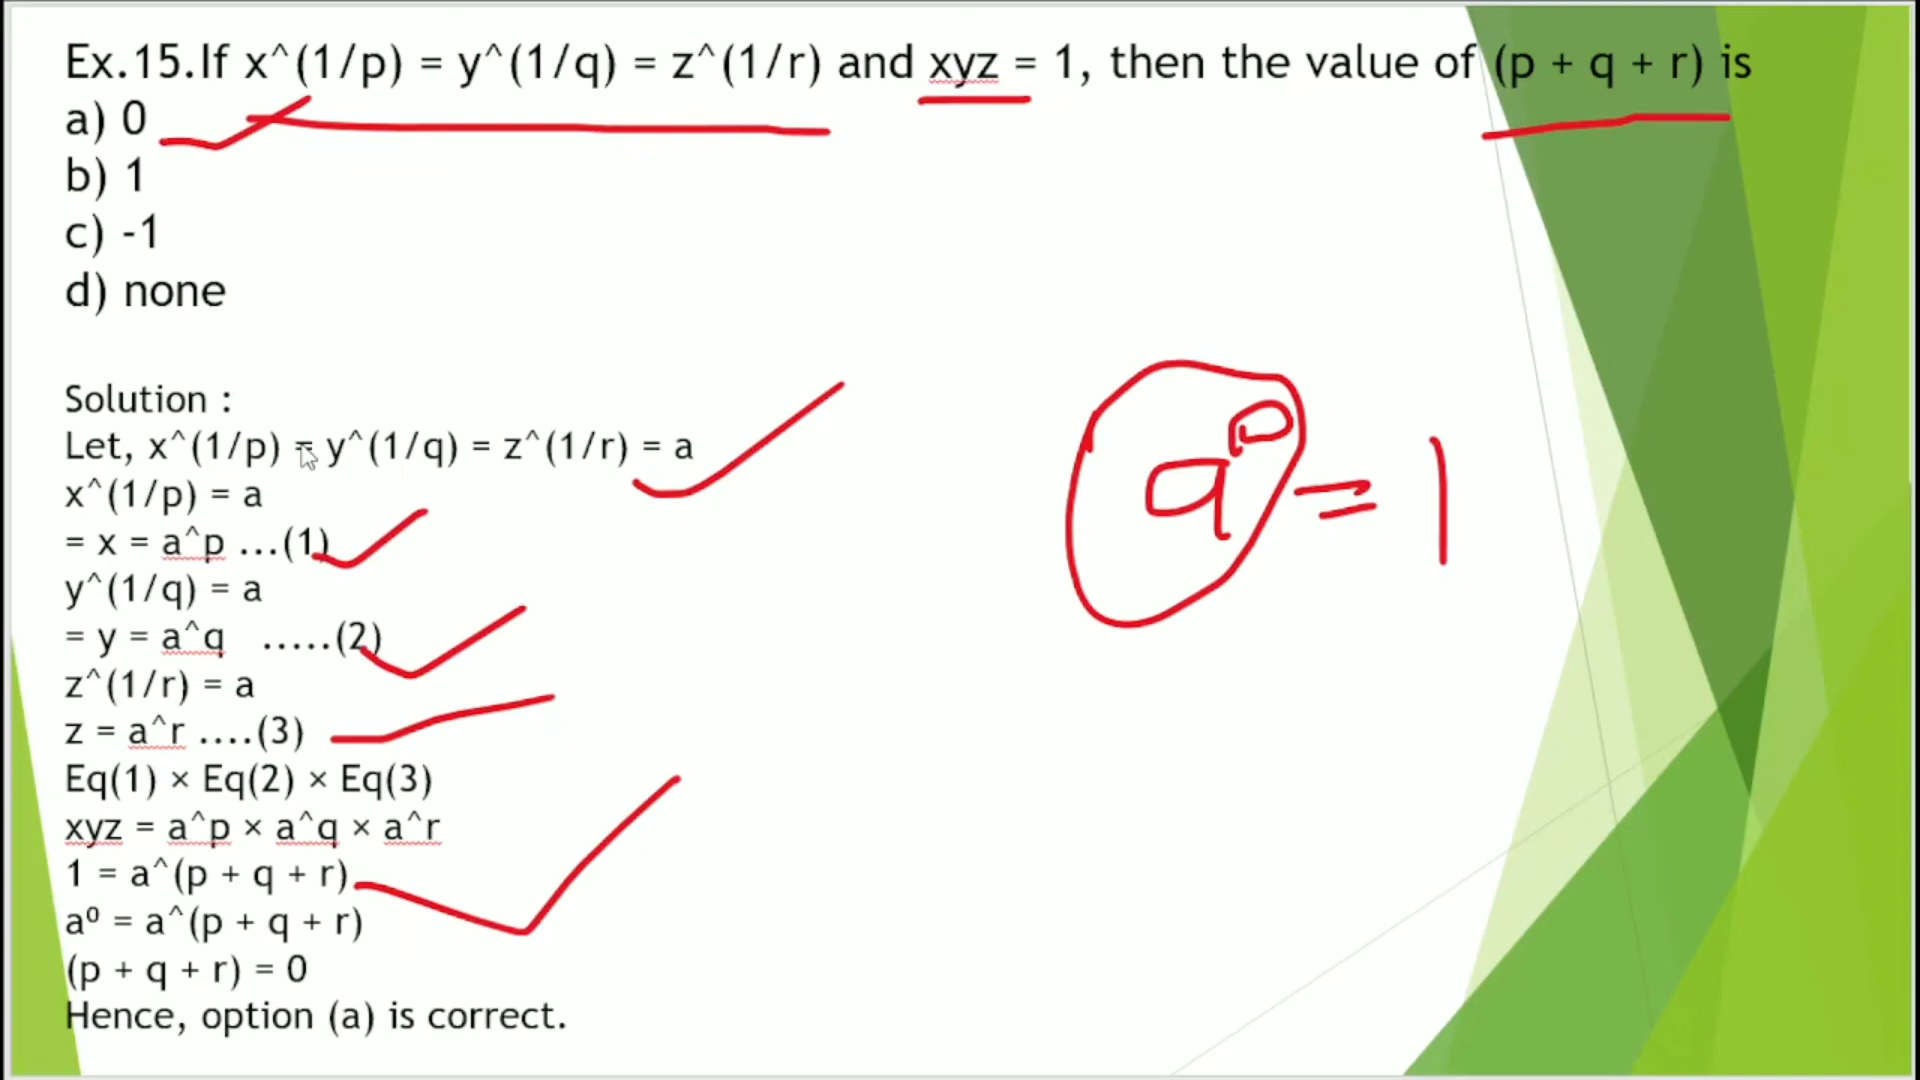 Ex.15.If x^(1/p) = y^(1/q) = z^(1/r) and xyz = 1, then the value of (p + q + r) is
a) 0
b) 1
c) -1
d) none
Solution :
Let, x^(1/p) = y^(1/q) = z^(1/r) = a
x^(1/p) = a
= x = a^p ...(1)
y^(1/q) = a
= y = a^q .....(2)
z^(1/r) = a
z = a^r ....(3)
Eq(1) × Eq(2) × Eq(3)
xyz = a^p × a^q × a^r
1 = a^(p + q + r)
a⁰ = a^(p + q + r)
(p + q + r) = 0
Hence, option (a) is correct.
a⁰ = 1